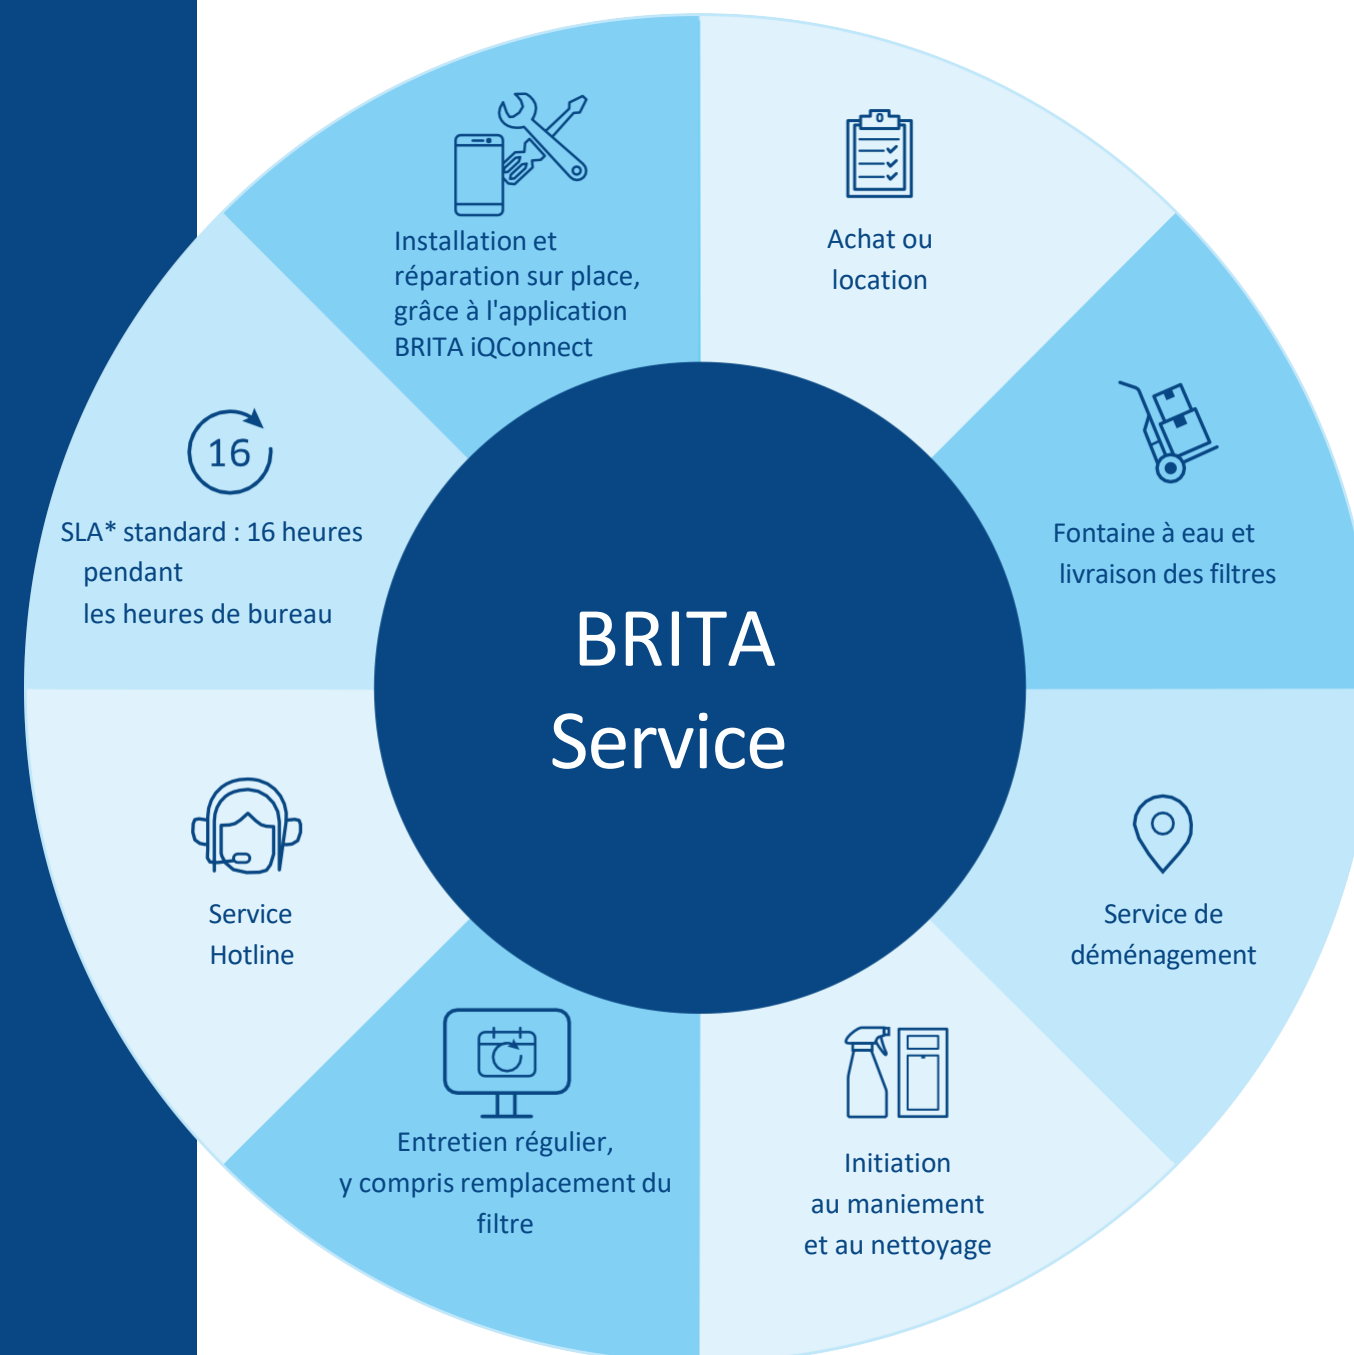 Installation et
réparation sur place,
grâce à l'application
BRITA iQConnect
Achat ou
location
16
SLA* standard : 16 heures
pendant
les heures de bureau
Fontaine à eau et
livraison des filtres
BRITA
Service
Service
Hotline
Service de
déménagement
Entretien régulier,
y compris remplacement du
filtre
Initiation
au maniement
et au nettoyage